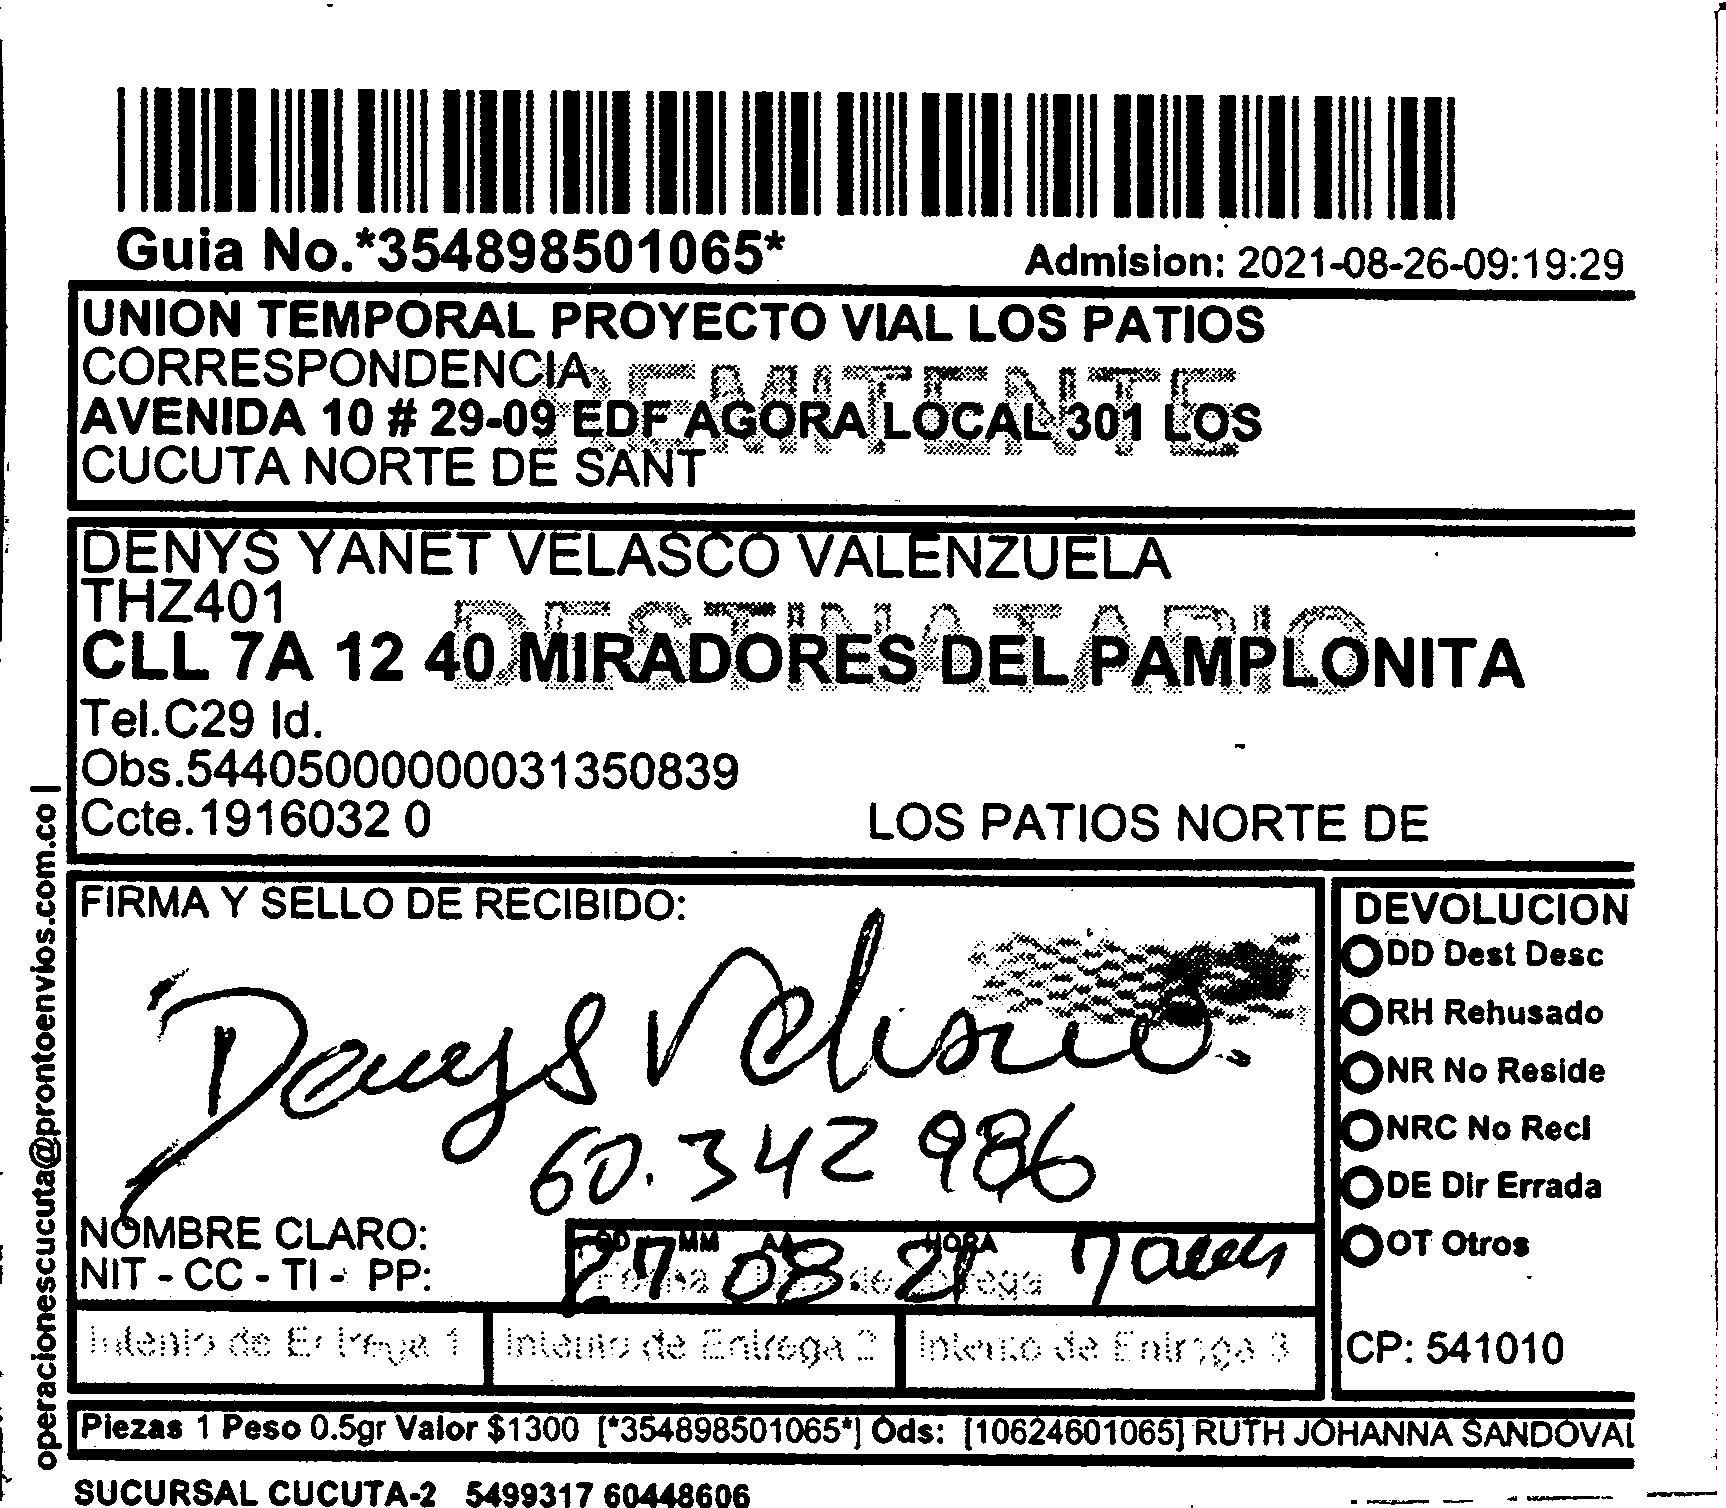 Guia No.*354898501065*
Admision: 2021-08-26-09:19:29
UNION TEMPORAL PROYECTO VIAL LOS PATIOS
CORRESPONDENCIA
REMITENTE
AVENIDA 10 # 29-09 EDF AGORA LOCAL 301 LOS
CUCUTA NORTE DE SANT
DENYS YANET VELASCO VALENZUELA
THZ401
DESTINATARIO
CLL 7A 12 40 MIRADORES DEL PAMPLONITA
Tel.C29 Id.
Obs.544050000000031350839
Ccte.1916032 0
LOS PATIOS NORTE DE
FIRMA Y SELLO DE RECIBIDO:
Denys Velasco
60.342 986
NOMBRE CLARO:
NIT - CC - TI - PP:
DD MM AA HORA
27 08.21
Intento de Entrega 1
Intento de Entrega 2
Intento de Entrega 3
DEVOLUCION
DD Dest Desc
RH Rehusado
NR No Reside
NRC No Recl
DE Dir Errada
OT Otros
CP: 541010
Piezas 1 Peso 0.5gr Valor $1300 [*354898501065*] Ods: [10624601065] RUTH JOHANNA SANDOVAL
SUCURSAL CUCUTA-2 5499317 60448606
operacionescucuta@prontoenvios.com.co |